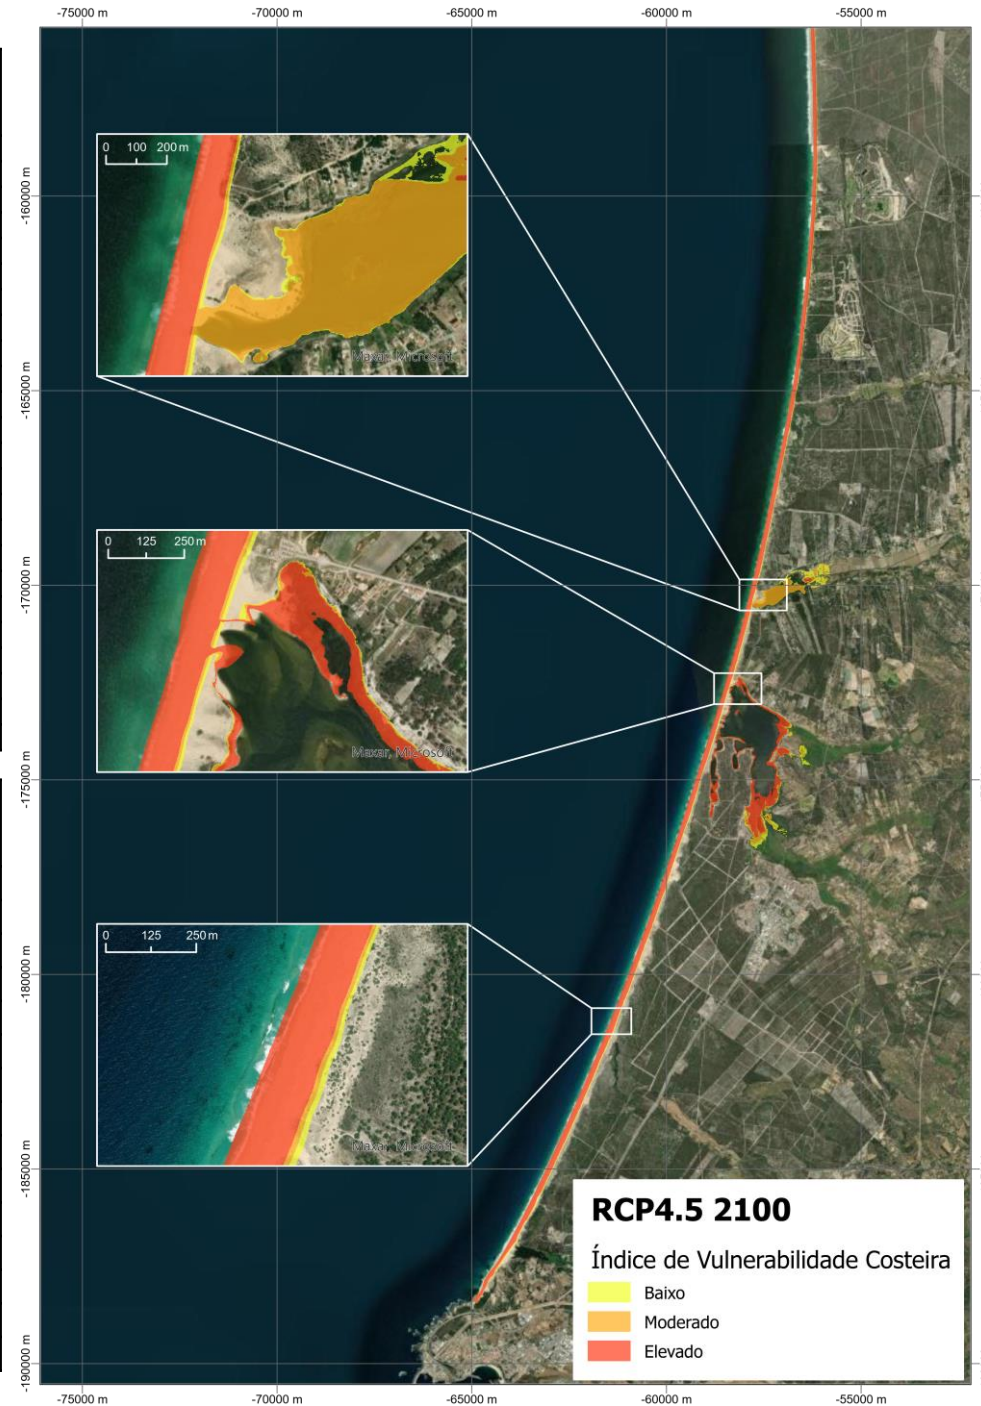 -75000 m -70000 m -65000 m -60000 m -55000 m
-160000 m
-165000 m
-170000 m
-175000 m
-180000 m
-185000 m
-190000 m
0 100 200 m
Maxar, Microsoft
0 125 250 m
Maxar, Microsoft
0 125 250 m
Maxar, Microsoft
RCP4.5 2100
Índice de Vulnerabilidade Costeira
Baixo
Moderado
Elevado
-75000 m -70000 m -65000 m -60000 m -55000 m